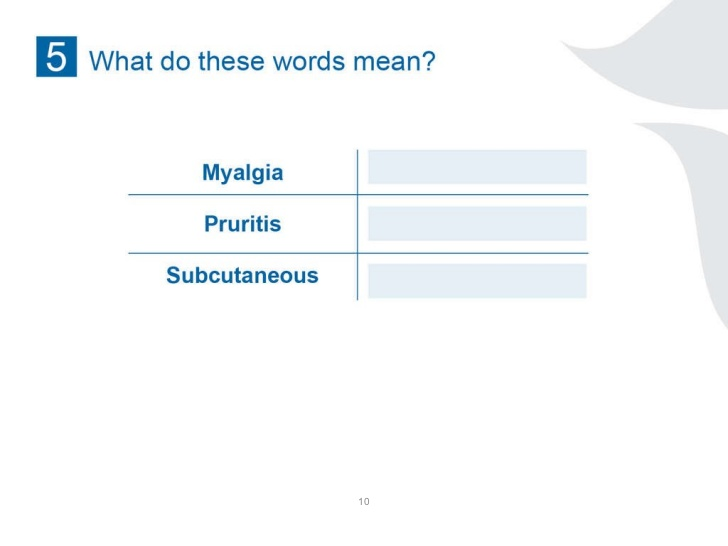 5 What do these words mean?
Myalgia
Pruritis
Subcutaneous
10